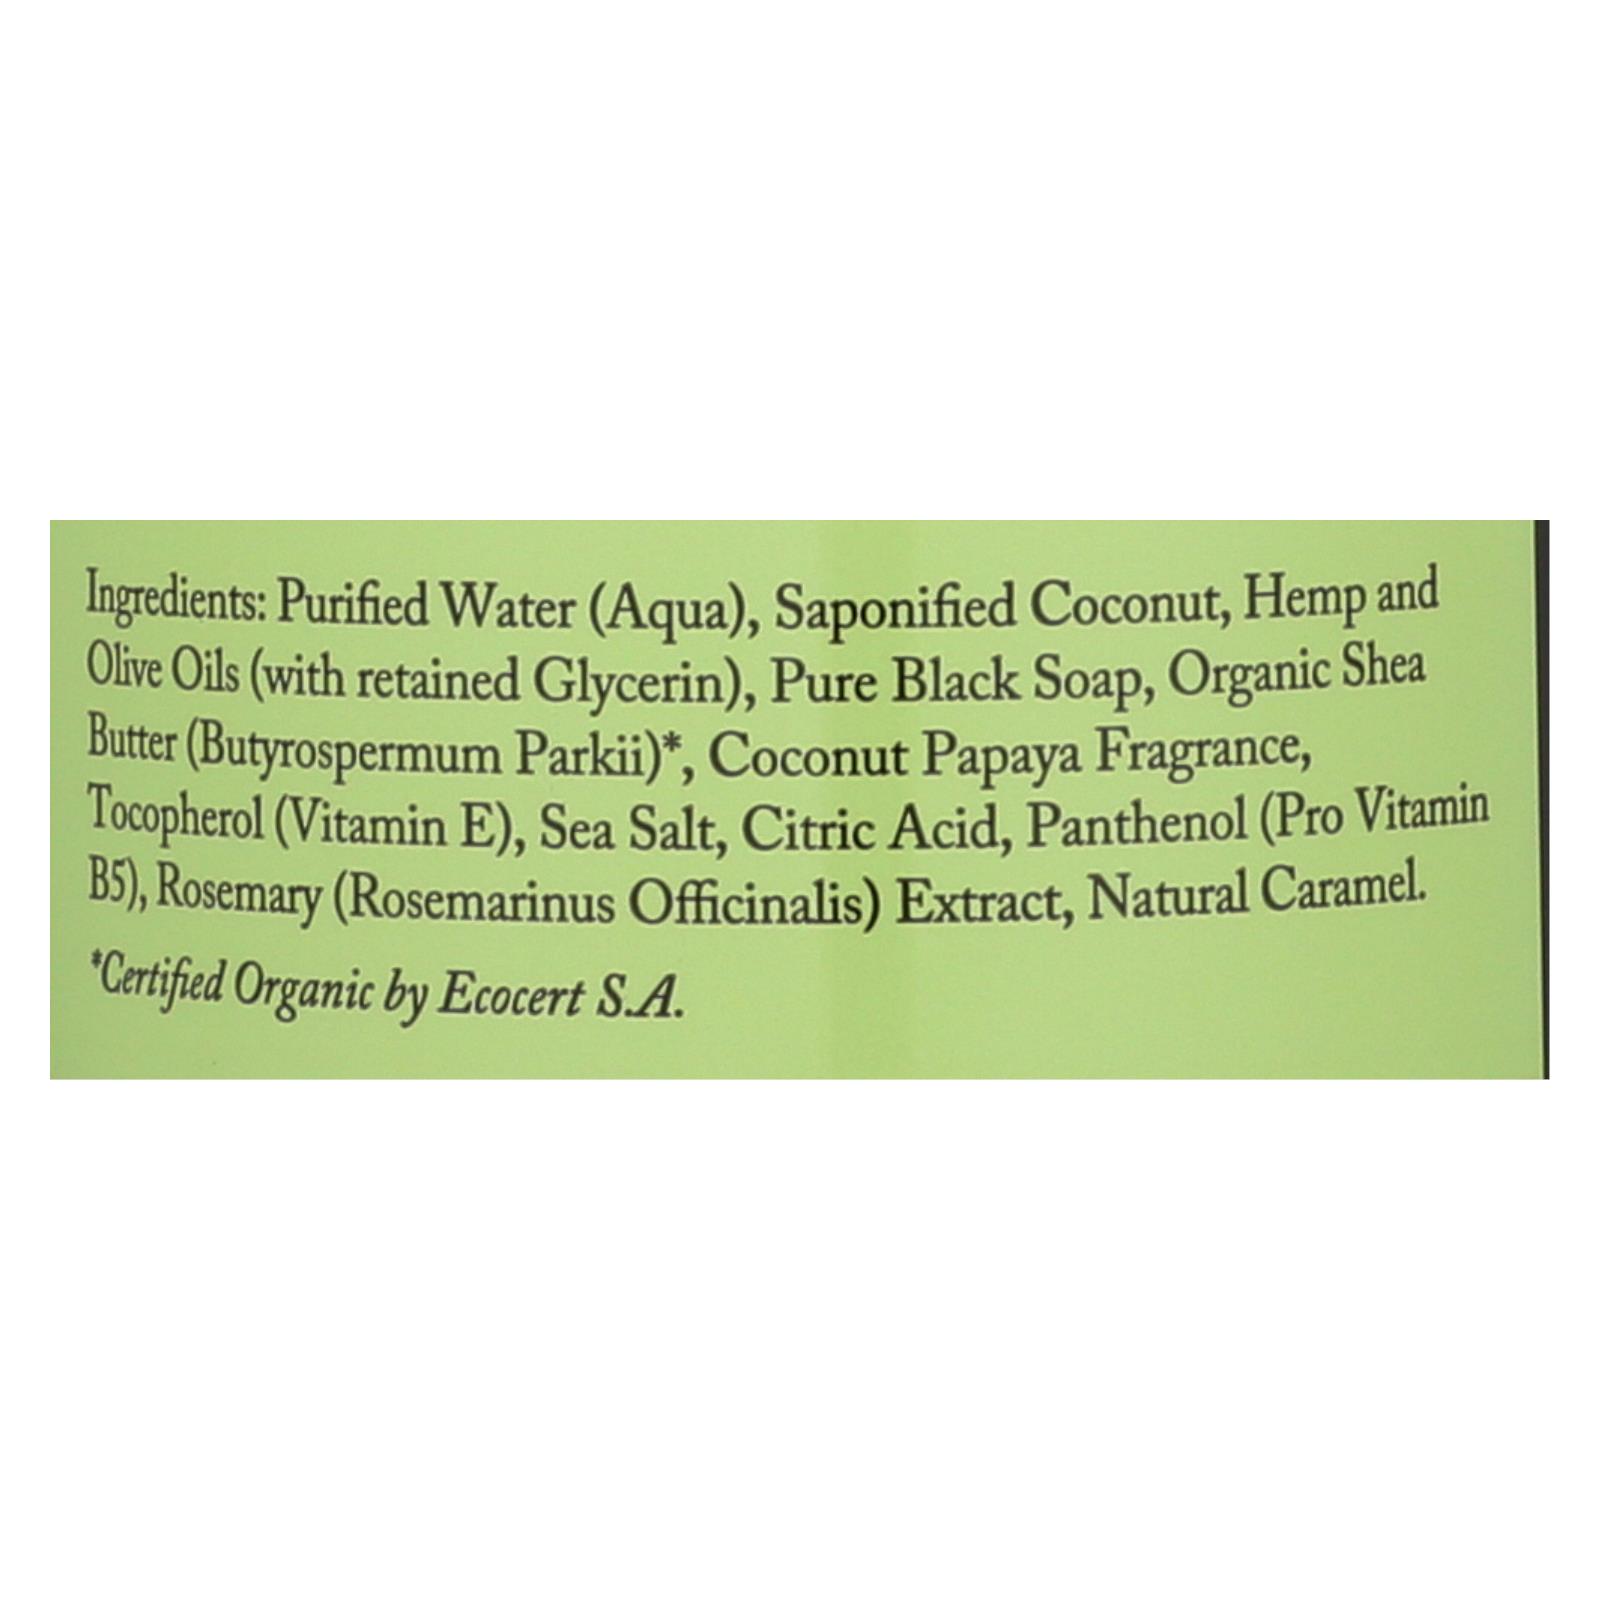 Ingredients: Purified Water (Aqua), Saponified Coconut, Hemp and
Olive Oils (with retained Glycerin), Pure Black Soap, Organic Shea
Butter (Butyrospermum Parkii)*, Coconut Papaya Fragrance,
Tocopherol (Vitamin E), Sea Salt, Citric Acid, Panthenol (Pro Vitamin
B5), Rosemary (Rosemarinus Officinalis) Extract, Natural Caramel.
*Certified Organic by Ecocert S.A.